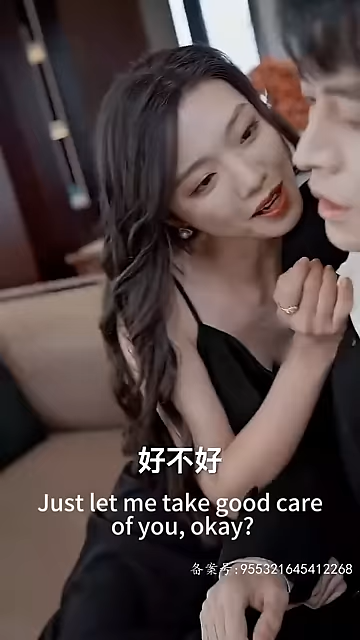 好不好
Just let me take good care
of you, okay?
备案号:955321645412268